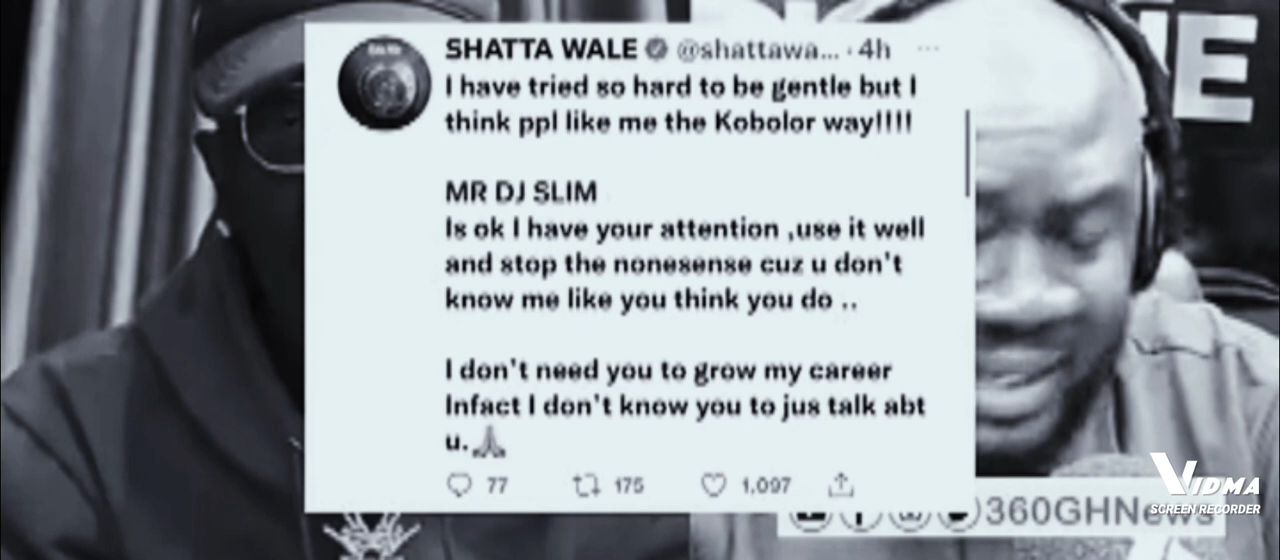 SHATTA WALE @shattawa... · 4h ...
I have tried so hard to be gentle but I
think ppl like me the Kobolor way!!!!
MR DJ SLIM
Is ok I have your attention ,use it well
and stop the nonesense cuz u don't
know me like you think you do ..
I don't need you to grow my career
Infact I don't know you to jus talk abt
u.🙏
77 175 1,097
NE
360GHNews
VIDMA
SCREEN RECORDER